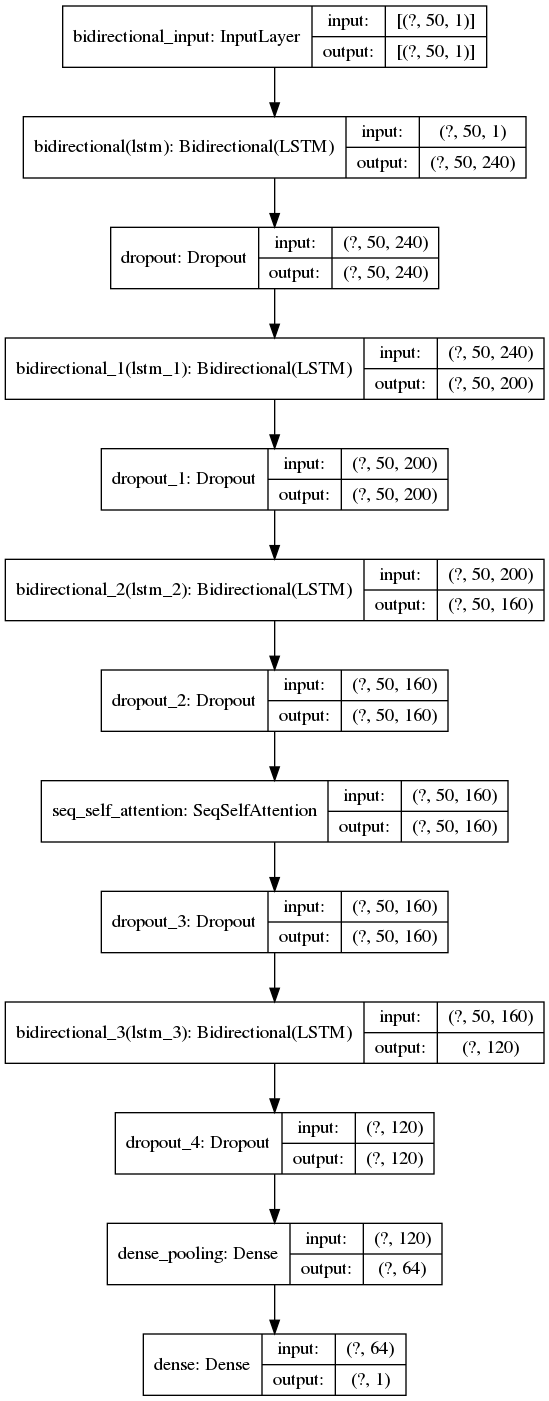 bidirectional_input: InputLayer
input: [(?, 50, 1)]
output: [(?, 50, 1)]
bidirectional(lstm): Bidirectional(LSTM)
input: (?, 50, 1)
output: (?, 50, 240)
dropout: Dropout
input: (?, 50, 240)
output: (?, 50, 240)
bidirectional_1(lstm_1): Bidirectional(LSTM)
input: (?, 50, 240)
output: (?, 50, 200)
dropout_1: Dropout
input: (?, 50, 200)
output: (?, 50, 200)
bidirectional_2(lstm_2): Bidirectional(LSTM)
input: (?, 50, 200)
output: (?, 50, 160)
dropout_2: Dropout
input: (?, 50, 160)
output: (?, 50, 160)
seq_self_attention: SeqSelfAttention
input: (?, 50, 160)
output: (?, 50, 160)
dropout_3: Dropout
input: (?, 50, 160)
output: (?, 50, 160)
bidirectional_3(lstm_3): Bidirectional(LSTM)
input: (?, 50, 160)
output: (?, 120)
dropout_4: Dropout
input: (?, 120)
output: (?, 120)
dense_pooling: Dense
input: (?, 120)
output: (?, 64)
dense: Dense
input: (?, 64)
output: (?, 1)